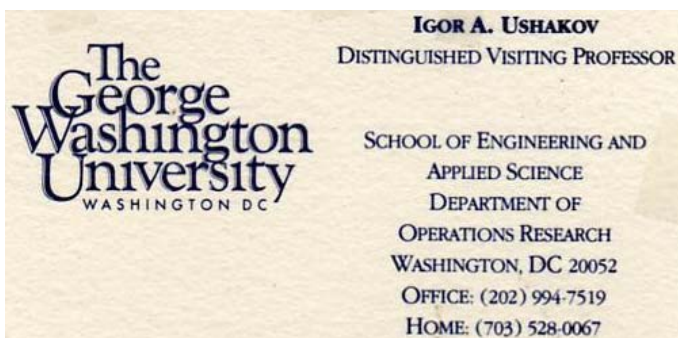 The
George
Washington
University
WASHINGTON DC
IGOR A. USHAKOV
DISTINGUISHED VISITING PROFESSOR
SCHOOL OF ENGINEERING AND
APPLIED SCIENCE
DEPARTMENT OF
OPERATIONS RESEARCH
WASHINGTON, DC 20052
OFFICE: (202) 994-7519
HOME: (703) 528-0067